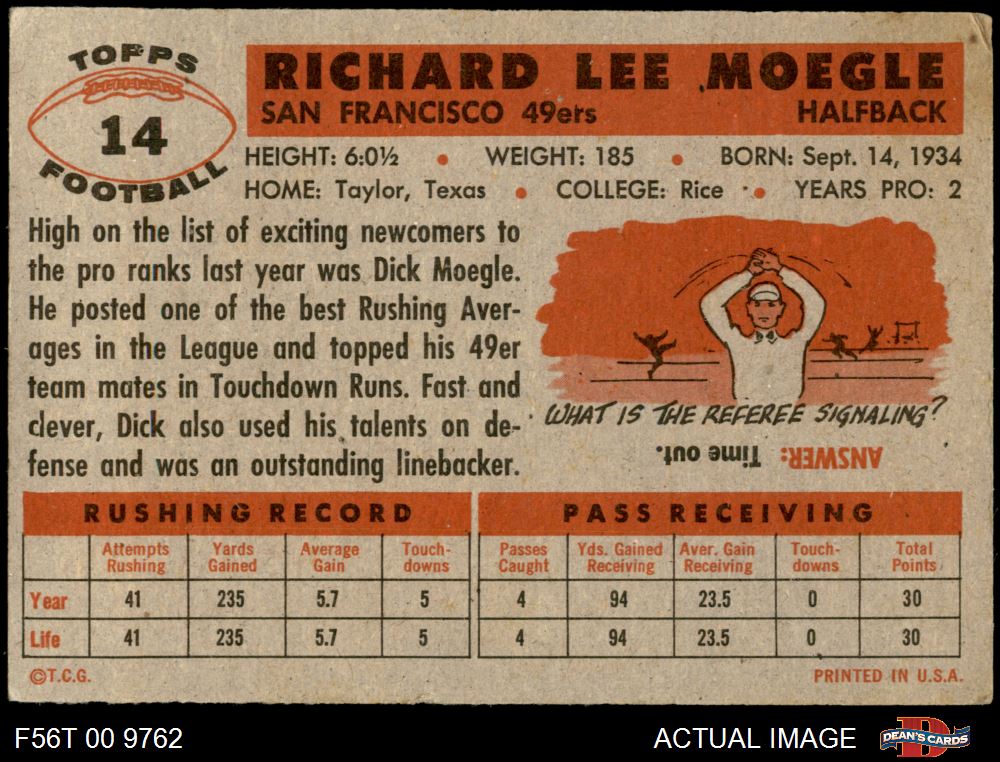 TOPPS
14
FOOTBALL
RICHARD LEE MOEGLE
SAN FRANCISCO 49ers HALFBACK
HEIGHT: 6:0½ • WEIGHT: 185 • BORN: Sept. 14, 1934
HOME: Taylor, Texas • COLLEGE: Rice • YEARS PRO: 2
High on the list of exciting newcomers to
the pro ranks last year was Dick Moegle.
He posted one of the best Rushing Aver-
ages in the League and topped his 49er
team mates in Touchdown Runs. Fast and
clever, Dick also used his talents on de-
fense and was an outstanding linebacker.
WHAT IS THE REFEREE SIGNALING?
ANSWER: Time out.
RUSHING RECORD
Attempts Rushing Yards Gained Average Gain Touch-downs
Year 41 235 5.7 5
Life 41 235 5.7 5
PASS RECEIVING
Passes Caught Yds. Gained Receiving Aver. Gain Receiving Touch-downs Total Points
4 94 23.5 0 30
4 94 23.5 0 30
©T.C.G. PRINTED IN U.S.A.
F56T 00 9762 ACTUAL IMAGE
D
DEAN'S CARDS